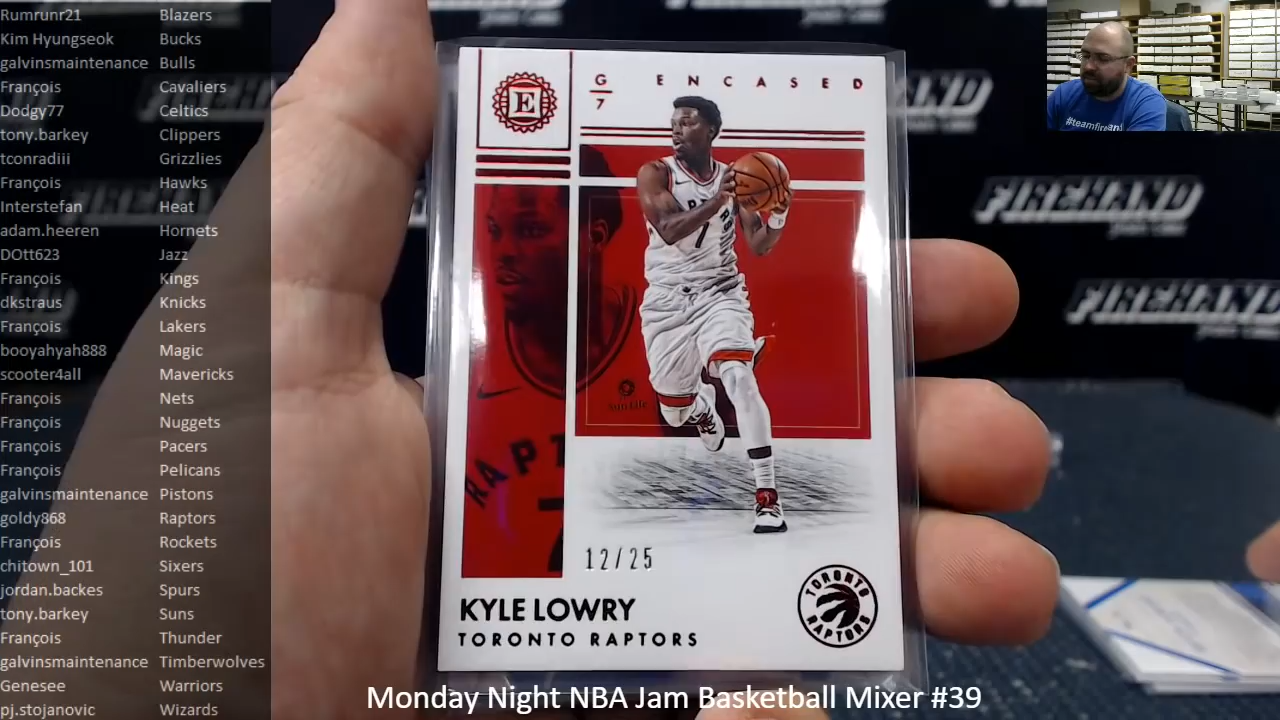 Rumrunr21 Blazers
Kim Hyungseok Bucks
galvinsmaintenance Bulls
François Cavaliers
Dodgy77 Celtics
tony.barkey Clippers
tconradiii Grizzlies
François Hawks
Interstefan Heat
adam.heeren Hornets
DOtt623 Jazz
François Kings
dkstraus Knicks
François Lakers
booyahyah888 Magic
scooter4all Mavericks
François Nets
François Nuggets
François Pacers
François Pelicans
galvinsmaintenance Pistons
goldy868 Raptors
François Rockets
chitown_101 Sixers
jordan.backes Spurs
tony.barkey Suns
François Thunder
galvinsmaintenance Timberwolves
Genesee Warriors
pj.stojanovic Wizards
E
G
7
ENCASED
7
RAPT
Sun Life
12/25
KYLE LOWRY
TORONTO RAPTORS
TORONTO
RAPTORS
FIREHAND
FIREHAND
#teamfirehand
Monday Night NBA Jam Basketball Mixer #39